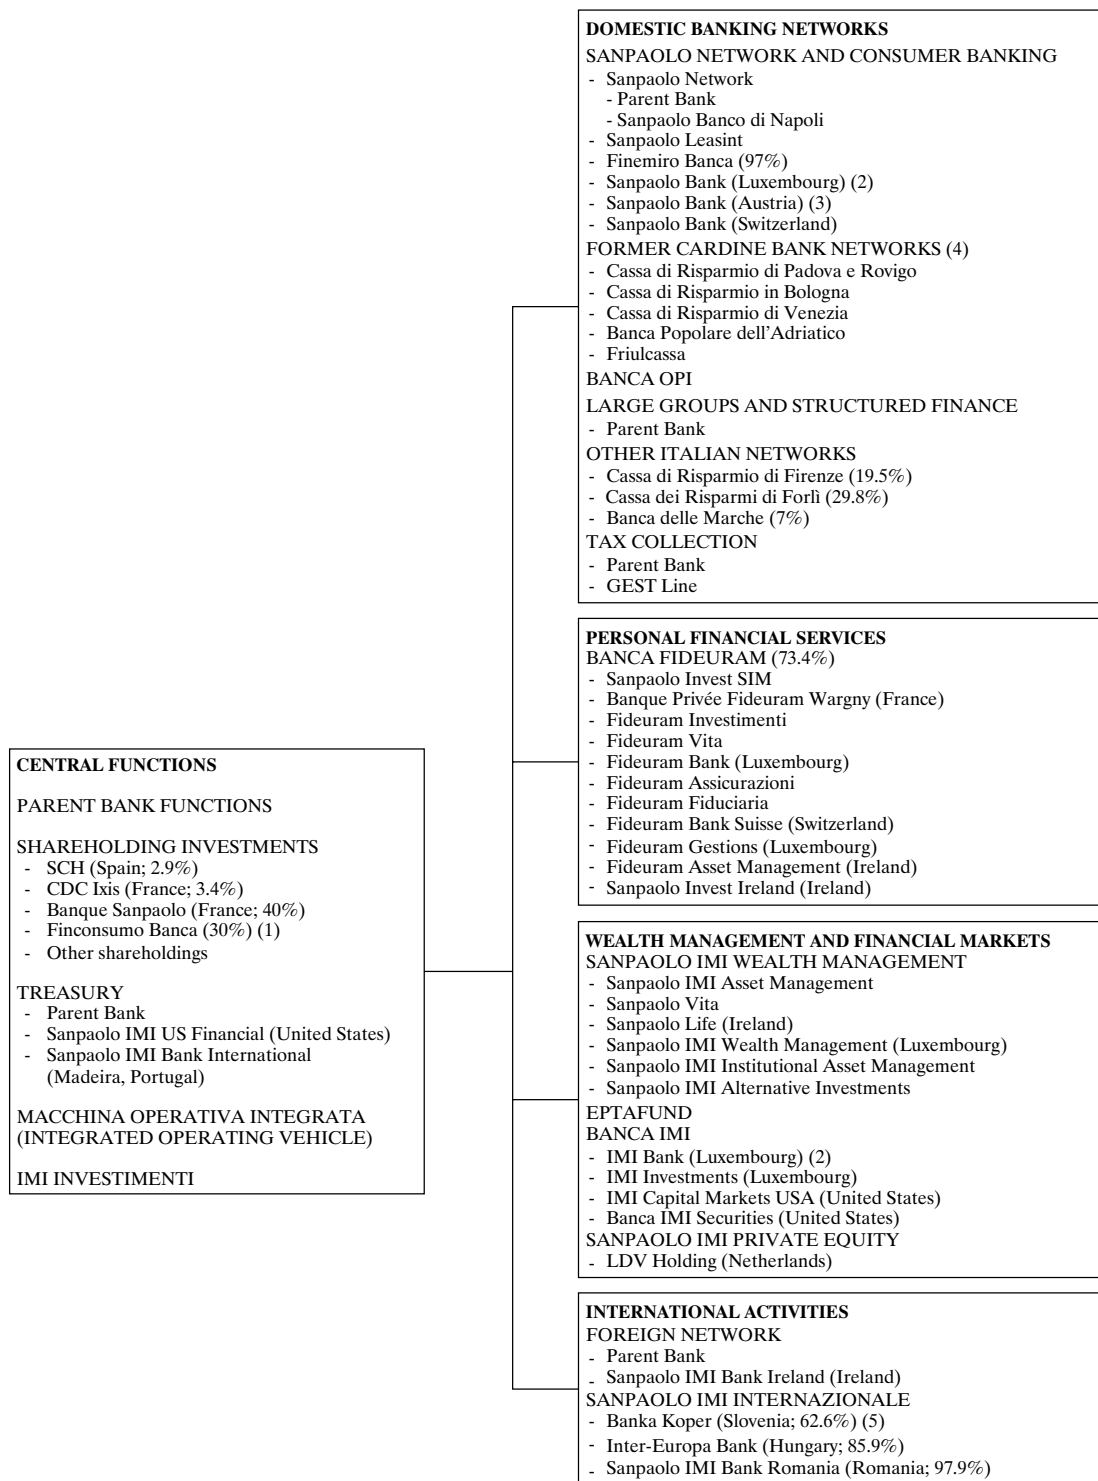 DOMESTIC BANKING NETWORKS
SANPAOLO NETWORK AND CONSUMER BANKING
- Sanpaolo Network
- Parent Bank
- Sanpaolo Banco di Napoli
- Sanpaolo Leasint
- Finemiro Banca (97%)
- Sanpaolo Bank (Luxembourg) (2)
- Sanpaolo Bank (Austria) (3)
- Sanpaolo Bank (Switzerland)
FORMER CARDINE BANK NETWORKS (4)
- Cassa di Risparmio di Padova e Rovigo
- Cassa di Risparmio in Bologna
- Cassa di Risparmio di Venezia
- Banca Popolare dell'Adriatico
- Friulcassa
BANCA OPI
LARGE GROUPS AND STRUCTURED FINANCE
- Parent Bank
OTHER ITALIAN NETWORKS
- Cassa di Risparmio di Firenze (19.5%)
- Cassa dei Risparmi di Forlì (29.8%)
- Banca delle Marche (7%)
TAX COLLECTION
- Parent Bank
- GEST Line
PERSONAL FINANCIAL SERVICES
BANCA FIDEURAM (73.4%)
- Sanpaolo Invest SIM
- Banque Privée Fideuram Wargny (France)
- Fideuram Investimenti
- Fideuram Vita
- Fideuram Bank (Luxembourg)
- Fideuram Assicurazioni
- Fideuram Fiduciaria
- Fideuram Bank Suisse (Switzerland)
- Fideuram Gestions (Luxembourg)
- Fideuram Asset Management (Ireland)
- Sanpaolo Invest Ireland (Ireland)
CENTRAL FUNCTIONS
PARENT BANK FUNCTIONS
SHAREHOLDING INVESTMENTS
- SCH (Spain; 2.9%)
- CDC Ixis (France; 3.4%)
- Banque Sanpaolo (France; 40%)
- Finconsumo Banca (30%) (1)
- Other shareholdings
TREASURY
- Parent Bank
- Sanpaolo IMI US Financial (United States)
- Sanpaolo IMI Bank International
(Madeira, Portugal)
MACCHINA OPERATIVA INTEGRATA
(INTEGRATED OPERATING VEHICLE)
IMI INVESTIMENTI
WEALTH MANAGEMENT AND FINANCIAL MARKETS
SANPAOLO IMI WEALTH MANAGEMENT
- Sanpaolo IMI Asset Management
- Sanpaolo Vita
- Sanpaolo Life (Ireland)
- Sanpaolo IMI Wealth Management (Luxembourg)
- Sanpaolo IMI Institutional Asset Management
- Sanpaolo IMI Alternative Investments
EPTAFUND
BANCA IMI
- IMI Bank (Luxembourg) (2)
- IMI Investments (Luxembourg)
- IMI Capital Markets USA (United States)
- Banca IMI Securities (United States)
SANPAOLO IMI PRIVATE EQUITY
- LDV Holding (Netherlands)
INTERNATIONAL ACTIVITIES
FOREIGN NETWORK
- Parent Bank
- Sanpaolo IMI Bank Ireland (Ireland)
SANPAOLO IMI INTERNAZIONALE
- Banka Koper (Slovenia; 62.6%) (5)
- Inter-Europa Bank (Hungary; 85.9%)
- Sanpaolo IMI Bank Romania (Romania; 97.9%)